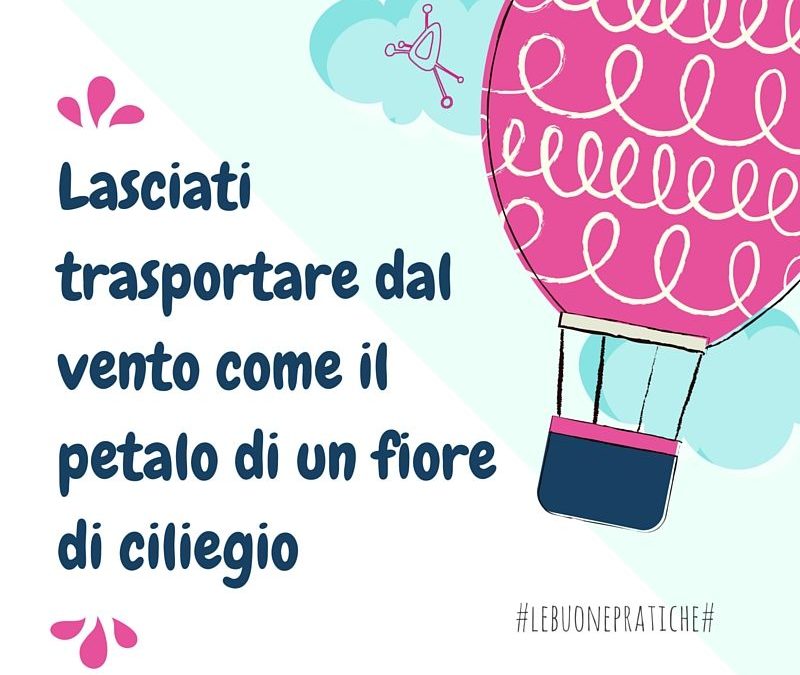 Lasciati
trasportare dal
vento come il
petalo di un fiore
di ciliegio
#LEBUONEPRATICHE#